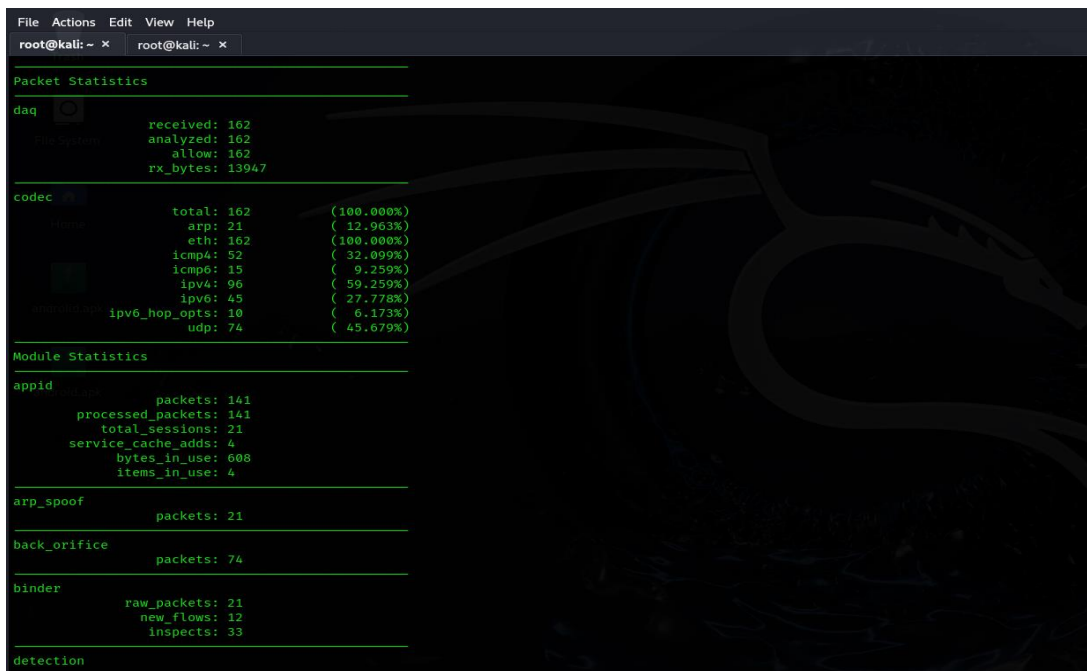 File Actions Edit View Help
root@kali: ~ × root@kali: ~ ×
Packet Statistics
daq
received: 162
analyzed: 162
allow: 162
rx_bytes: 13947
codec
total: 162 (100.000%)
arp: 21 ( 12.963%)
eth: 162 (100.000%)
icmp4: 52 ( 32.099%)
icmp6: 15 ( 9.259%)
ipv4: 96 ( 59.259%)
ipv6: 45 ( 27.778%)
ipv6_hop_opts: 10 ( 6.173%)
udp: 74 ( 45.679%)
Module Statistics
appid
packets: 141
processed_packets: 141
total_sessions: 21
service_cache_adds: 4
bytes_in_use: 608
items_in_use: 4
arp_spoof
packets: 21
back_orifice
packets: 74
binder
raw_packets: 21
new_flows: 12
inspects: 33
detection
File System
Home